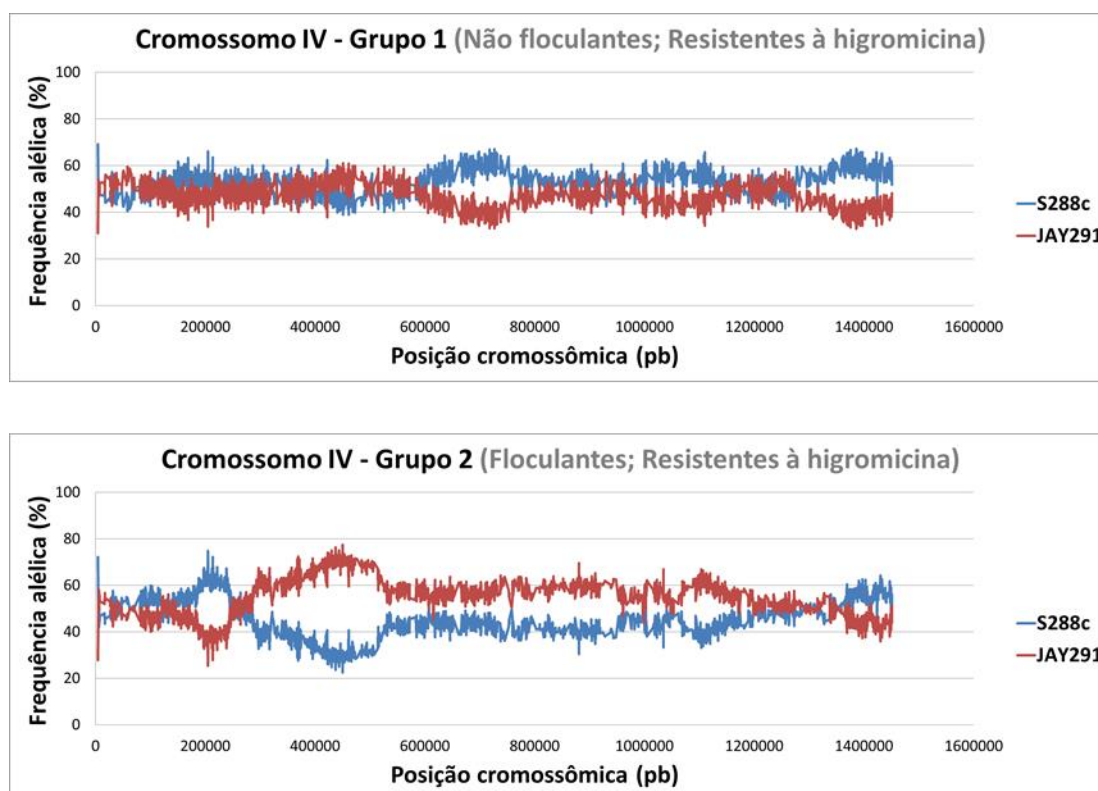 Cromossomo IV - Grupo 1 (Não floculantes; Resistentes à higromicina)
Frequência alélica (%)
100
80
60
40
20
0
0 200000 400000 600000 800000 1000000 1200000 1400000 1600000
Posição cromossômica (pb)
S288c
JAY291
Cromossomo IV - Grupo 2 (Floculantes; Resistentes à higromicina)
Frequência alélica (%)
100
80
60
40
20
0
0 200000 400000 600000 800000 1000000 1200000 1400000 1600000
Posição cromossômica (pb)
S288c
JAY291